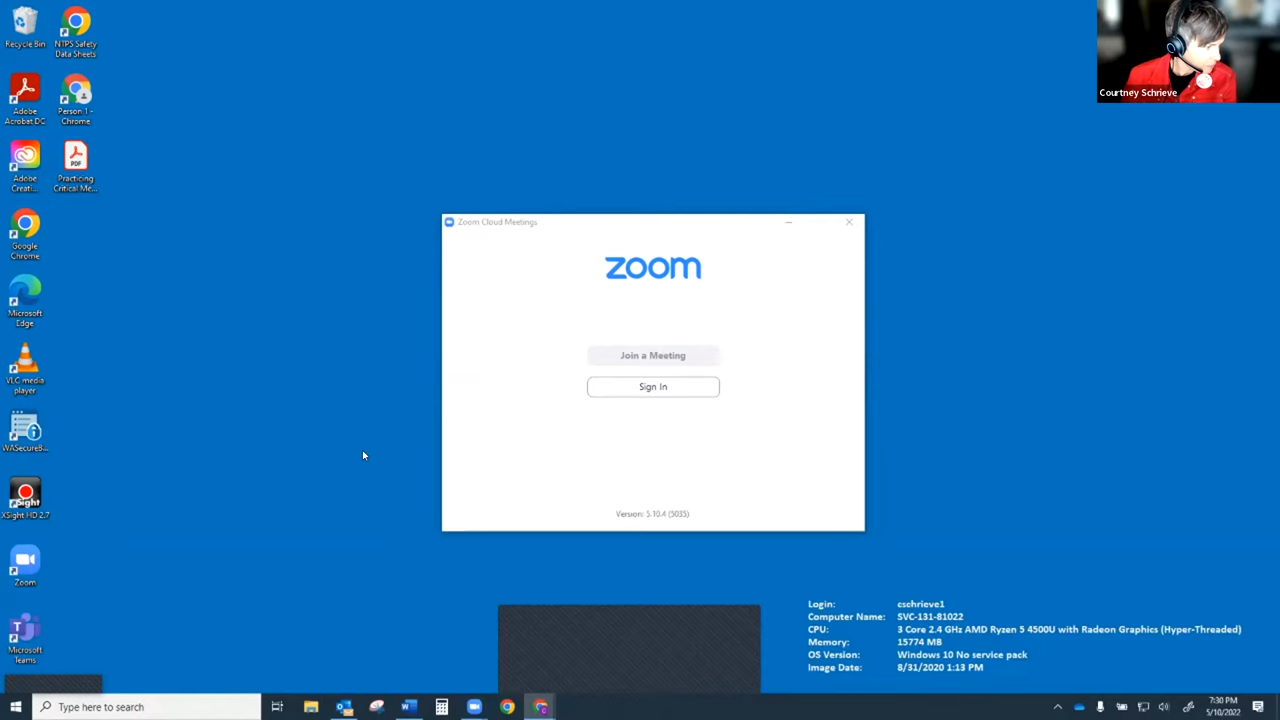 Recycle Bin
NTPS Safety
Data Sheets
Adobe
Acrobat DC
Person 1 -
Chrome
Adobe
Creati...
PDF
Practicing
Critical Me...
Google
Chrome
Microsoft
Edge
VLC media
player
WASecureB...
XSight
XSight HD 2.7
Zoom
Microsoft
Teams
Courtney Schrieve
Zoom Cloud Meetings
zoom
Join a Meeting
Sign In
Version: 5.10.4 (5035)
Login: cschrieve1
Computer Name: SVC-131-81022
CPU: 3 Core 2.4 GHz AMD Ryzen 5 4500U with Radeon Graphics (Hyper-Threaded)
Memory: 15774 MB
OS Version: Windows 10 No service pack
Image Date: 8/31/2020 1:13 PM
Type here to search
7:30 PM
5/10/2022